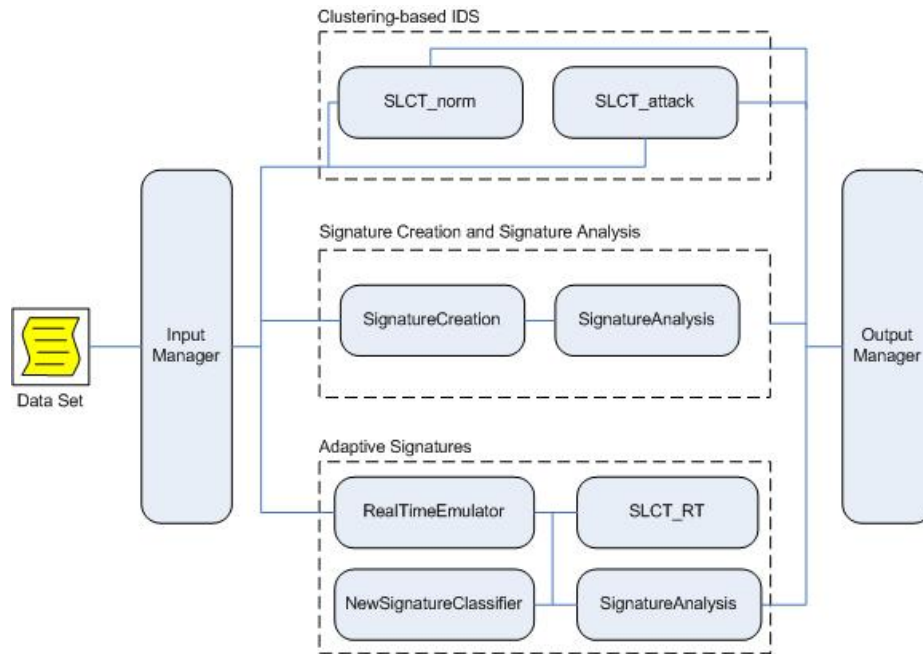 Clustering-based IDS
SLCT_norm
SLCT_attack
Signature Creation and Signature Analysis
SignatureCreation
SignatureAnalysis
Input
Manager
Output
Manager
Data Set
Adaptive Signatures
RealTimeEmulator
SLCT_RT
NewSignatureClassifier
SignatureAnalysis